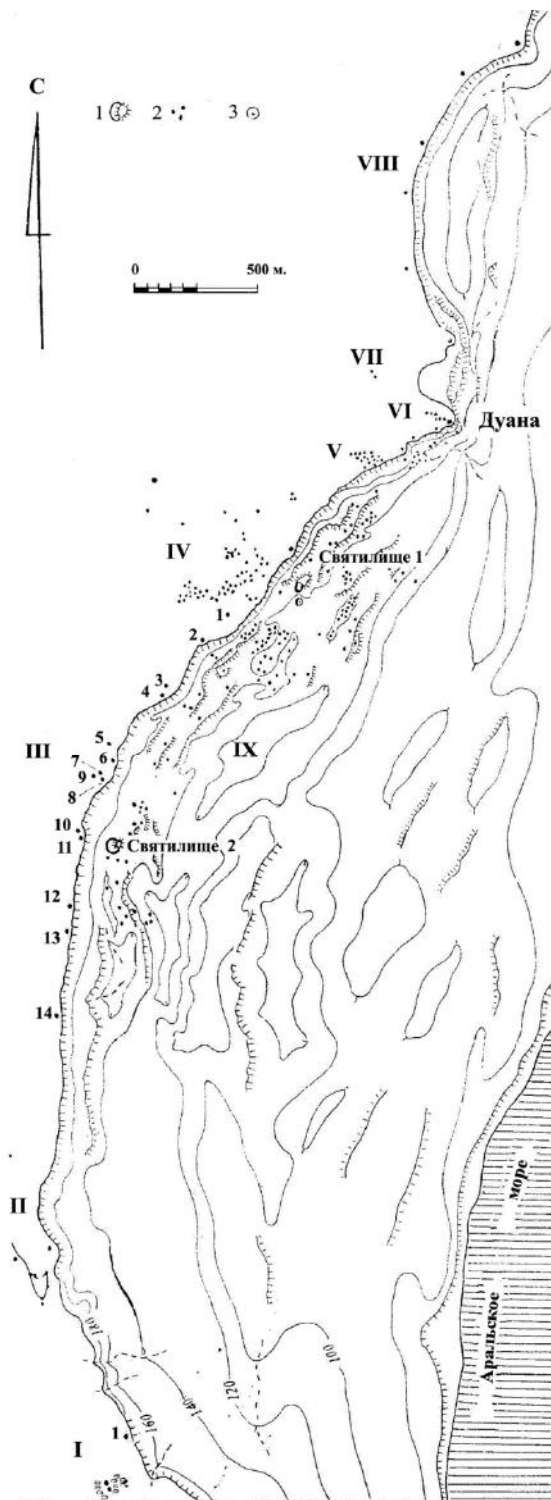 С
1 2 3
VIII
0 500 м.
VII
VI
Дуана
V
IV
Святилище 1
1
2
3
4
IX
5
III
6
7
9
8
10
11
Святилище 2
12
13
14
море
II
Аральское
180
100
120
140
160
1
I